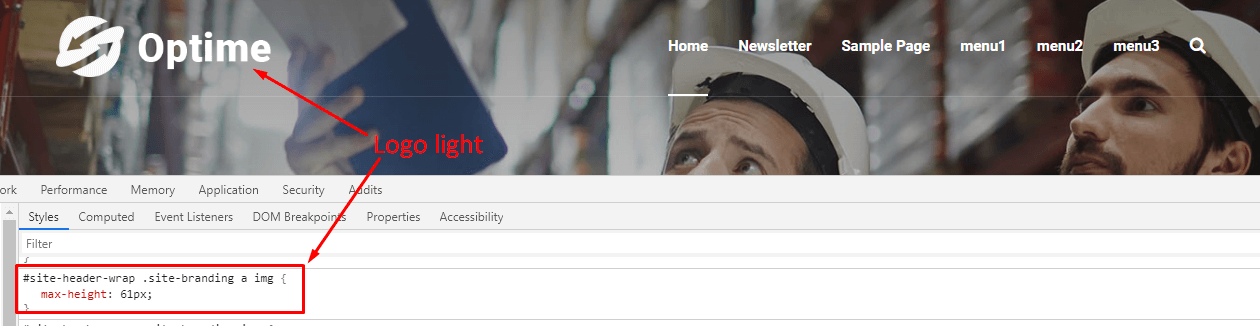 Optime
Home Newsletter Sample Page menu1 menu2 menu3
Logo light
ork Performance Memory Application Security Audits
Styles Computed Event Listeners DOM Breakpoints Properties Accessibility
Filter
{
#site-header-wrap .site-branding a img {
max-height: 61px;
}